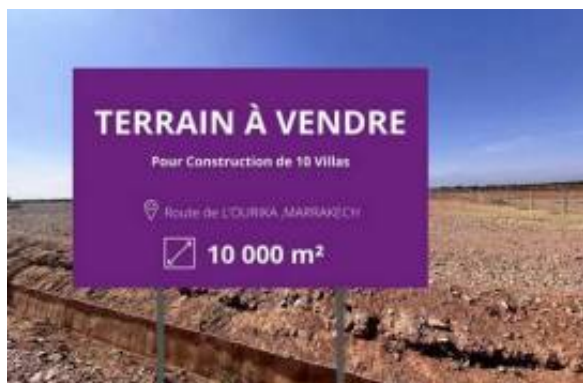 TERRAIN À VENDRE
Pour Construction de 10 Villas
Route de L'OURIKA ,MARRAKECH
10 000 m²